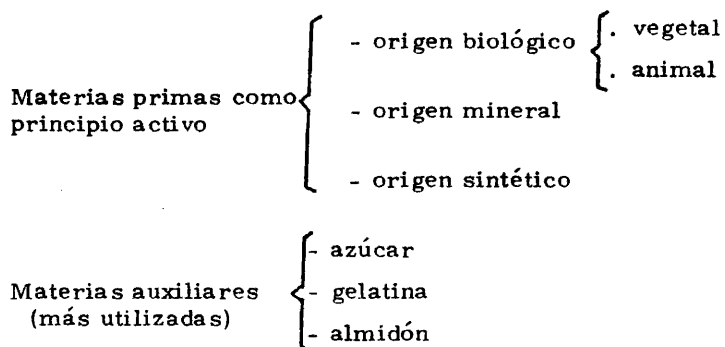 - origen biológico
. vegetal
. animal
Materias primas como
principio activo
- origen mineral
- origen sintético
- azúcar
Materias auxiliares
(más utilizadas)
- gelatina
- almidón